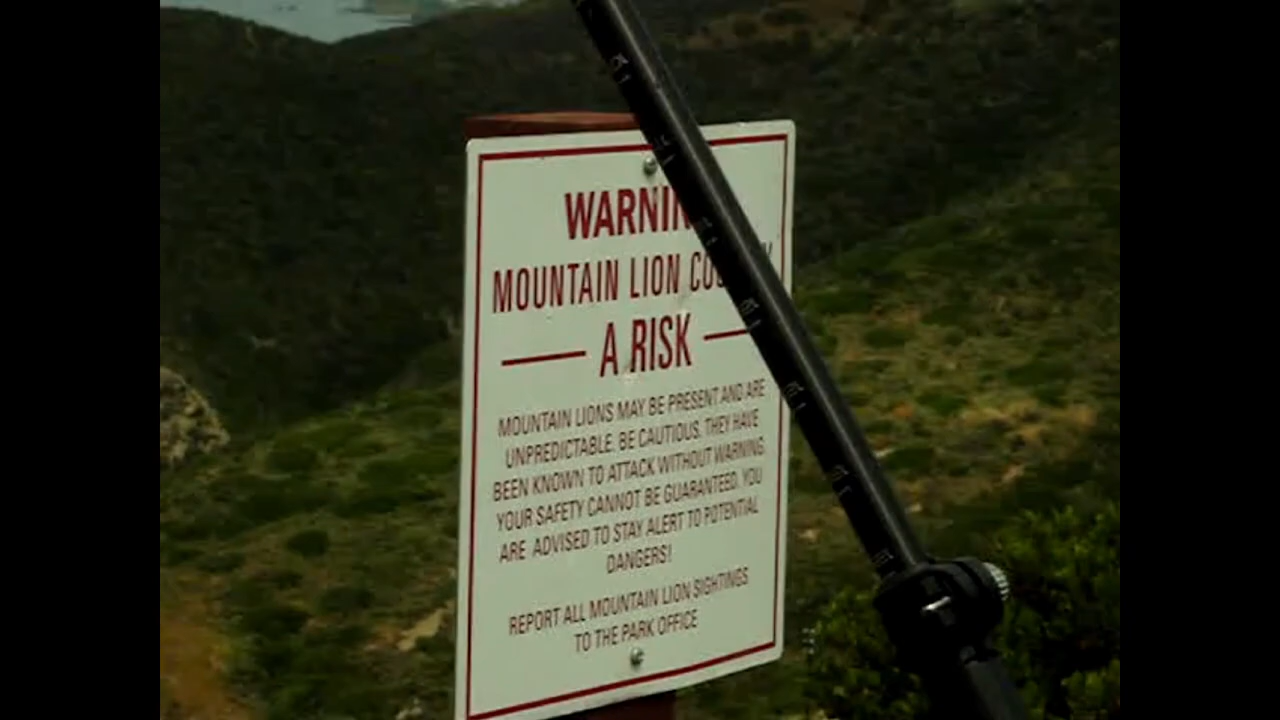 WARNIN
MOUNTAIN LION
A RISK
MOUNTAIN LIONS MAY BE PRESENT AND ARE
UNPREDICTABLE. BE CAUTIOUS. THEY HAVE
BEEN KNOWN TO ATTACK WITHOUT WARNING.
YOUR SAFETY CANNOT BE GUARANTEED. YOU
ARE ADVISED TO STAY ALERT TO POTENTIAL
DANGERS!
REPORT ALL MOUNTAIN LION SIGHTINGS
TO THE PARK OFFICE